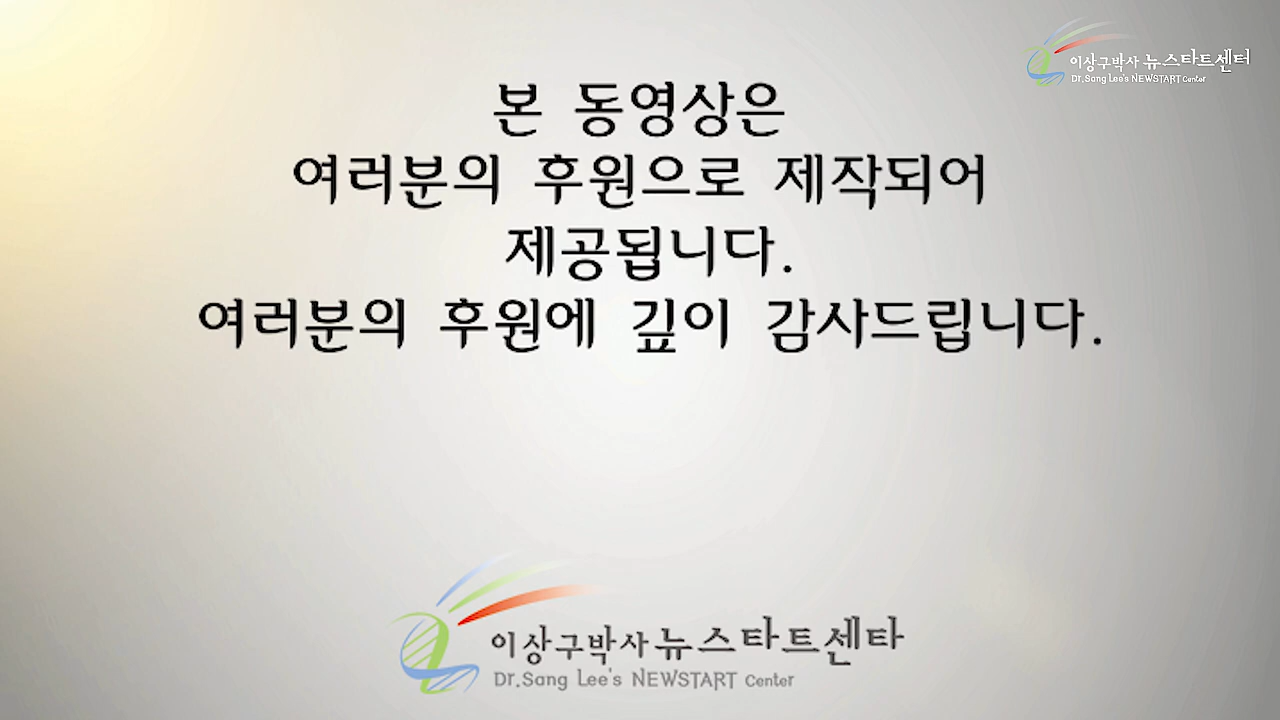 이상구박사 뉴스타트센터
Dr.Sang Lee's NEWSTART Center
본 동영상은
여러분의 후원으로 제작되어
제공됩니다.
여러분의 후원에 깊이 감사드립니다.
이상구박사 뉴스타트센타
Dr.Sang Lee's NEWSTART Center